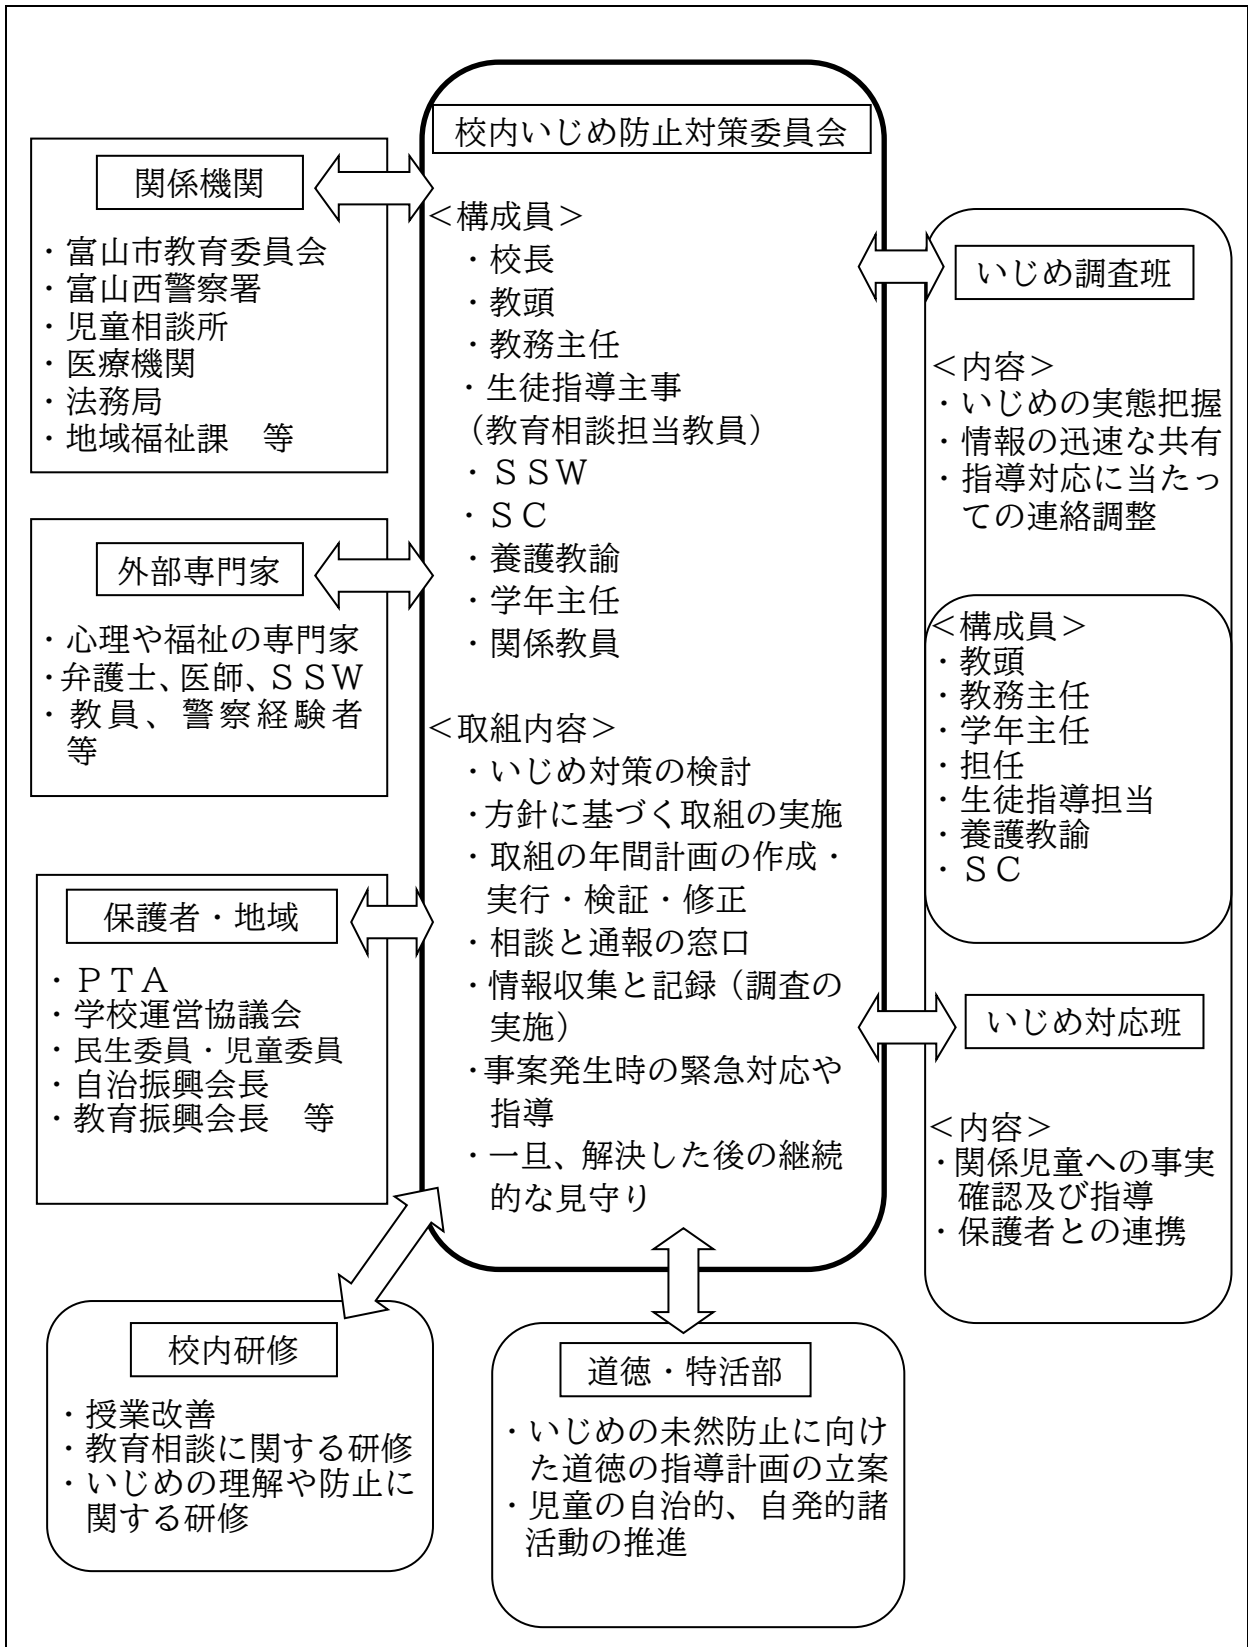 校内いじめ防止対策委員会
＜構成員＞
・校長
・教頭
・教務主任
・生徒指導主事
（教育相談担当教員）
・ＳＳＷ
・ＳＣ
・養護教諭
・学年主任
・関係教員
＜取組内容＞
・いじめ対策の検討
・方針に基づく取組の実施
・取組の年間計画の作成・
実行・検証・修正
・相談と通報の窓口
・情報収集と記録（調査の
実施）
・事案発生時の緊急対応や
指導
・一旦、解決した後の継続
的な見守り
関係機関
・富山市教育委員会
・富山西警察署
・児童相談所
・医療機関
・法務局
・地域福祉課　等
外部専門家
・心理や福祉の専門家
・弁護士、医師、ＳＳＷ
・教員、警察経験者
等
保護者・地域
・ＰＴＡ
・学校運営協議会
・民生委員・児童委員
・自治振興会長
・教育振興会長　等
いじめ調査班
＜内容＞
・いじめの実態把握
・情報の迅速な共有
・指導対応に当たっ
ての連絡調整
＜構成員＞
・教頭
・教務主任
・学年主任
・担任
・生徒指導担当
・養護教諭
・ＳＣ
いじめ対応班
＜内容＞
・関係児童への事実
確認及び指導
・保護者との連携
校内研修
・授業改善
・教育相談に関する研修
・いじめの理解や防止に
関する研修
道徳・特活部
・いじめの未然防止に向け
た道徳の指導計画の立案
・児童の自治的、自発的諸
活動の推進